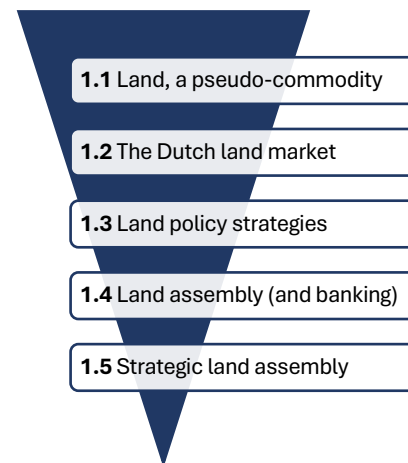 1.1 Land, a pseudo-commodity
1.2 The Dutch land market
1.3 Land policy strategies
1.4 Land assembly (and banking)
1.5 Strategic land assembly